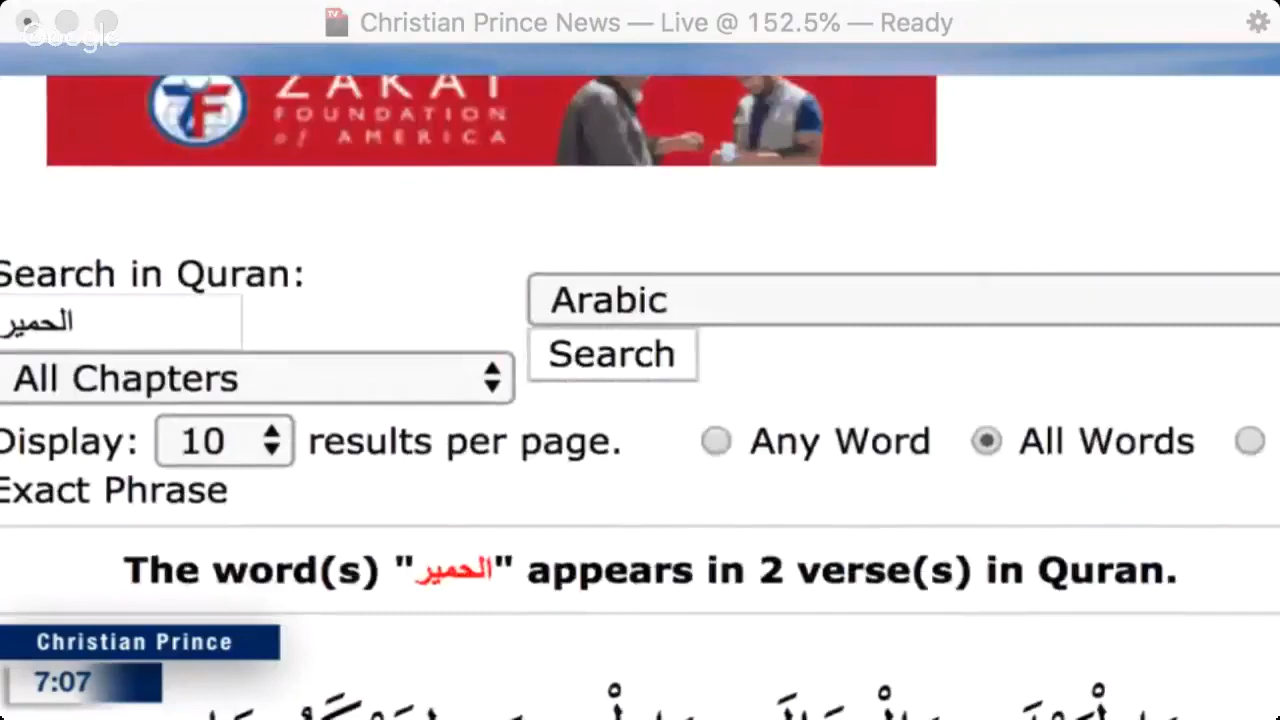 Google
Christian Prince News — Live @ 152.5% — Ready
ZAKAT
FOUNDATION
of AMERICA
Search in Quran:
الحمير
Arabic
Search
All Chapters
Display: 10 results per page. Any Word All Words
Exact Phrase
The word(s) "الحمير" appears in 2 verse(s) in Quran.
Christian Prince
7:07